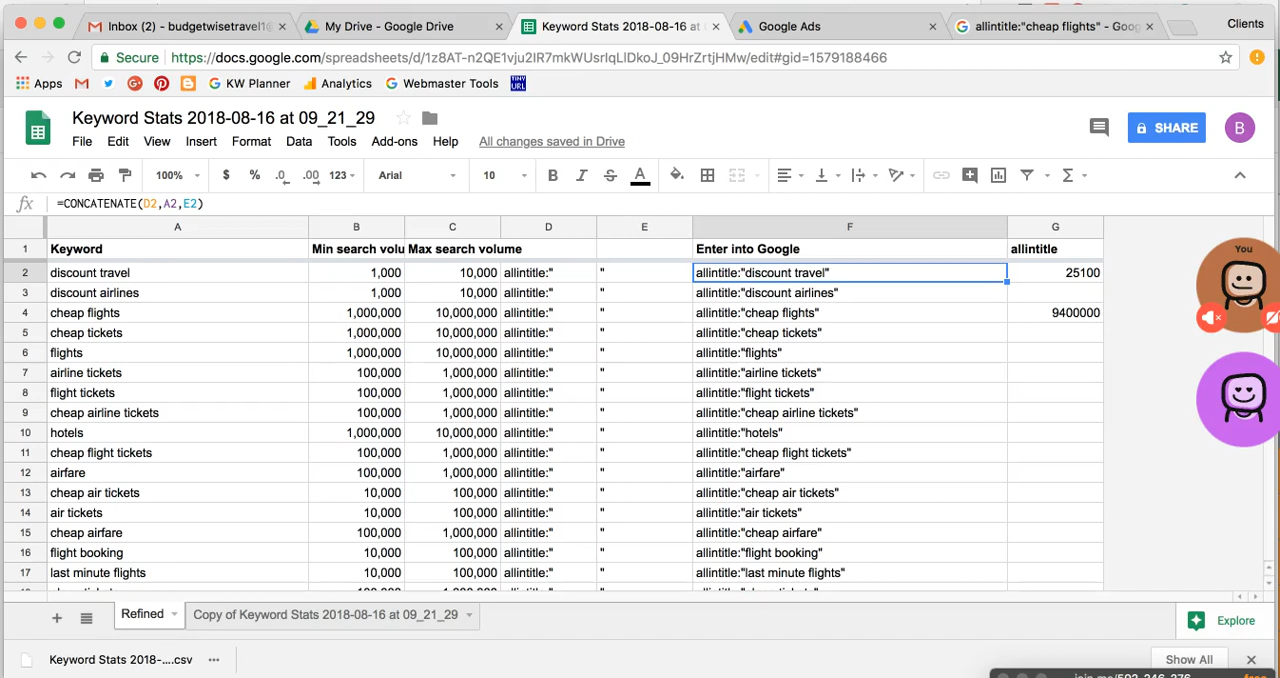 Inbox (2) - budgetwisetravel1@ My Drive - Google Drive Keyword Stats 2018-08-16 at 09_ Google Ads allintitle:"cheap flights" - Goog Clients
Secure https://docs.google.com/spreadsheets/d/1z8AT-n2QE1vju2IR7mkWUsrIqLlDkoJ_09HrZrtjHMw/edit#gid=1579188466
Apps KW Planner Analytics Webmaster Tools TINY URL
Keyword Stats 2018-08-16 at 09_21_29
File Edit View Insert Format Data Tools Add-ons Help All changes saved in Drive SHARE B
100% $ % .0 .00 123 Arial 10 B I S A Σ
fx =CONCATENATE(D2,A2,E2)
A B C D E F G
1 Keyword Min search volu Max search volume Enter into Google allintitle
2 discount travel 1,000 10,000 allintitle:" " allintitle:"discount travel" 25100
3 discount airlines 1,000 10,000 allintitle:" " allintitle:"discount airlines"
4 cheap flights 1,000,000 10,000,000 allintitle:" " allintitle:"cheap flights" 9400000
5 cheap tickets 1,000,000 10,000,000 allintitle:" " allintitle:"cheap tickets"
6 flights 1,000,000 10,000,000 allintitle:" " allintitle:"flights"
7 airline tickets 100,000 1,000,000 allintitle:" " allintitle:"airline tickets"
8 flight tickets 100,000 1,000,000 allintitle:" " allintitle:"flight tickets"
9 cheap airline tickets 100,000 1,000,000 allintitle:" " allintitle:"cheap airline tickets"
10 hotels 1,000,000 10,000,000 allintitle:" " allintitle:"hotels"
11 cheap flight tickets 100,000 1,000,000 allintitle:" " allintitle:"cheap flight tickets"
12 airfare 100,000 1,000,000 allintitle:" " allintitle:"airfare"
13 cheap air tickets 10,000 100,000 allintitle:" " allintitle:"cheap air tickets"
14 air tickets 10,000 100,000 allintitle:" " allintitle:"air tickets"
15 cheap airfare 100,000 1,000,000 allintitle:" " allintitle:"cheap airfare"
16 flight booking 10,000 100,000 allintitle:" " allintitle:"flight booking"
17 last minute flights 10,000 100,000 allintitle:" " allintitle:"last minute flights"
You
Refined Copy of Keyword Stats 2018-08-16 at 09_21_29 Explore
Keyword Stats 2018-....csv Show All